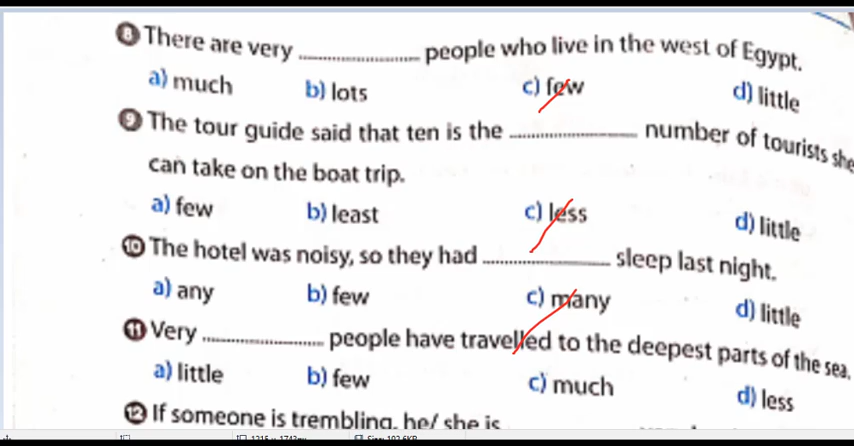 8 There are very .................... people who live in the west of Egypt.
a) much b) lots c) few d) little
9 The tour guide said that ten is the .................... number of tourists she
can take on the boat trip.
a) few b) least c) less d) little
10 The hotel was noisy, so they had .................... sleep last night.
a) any b) few c) many d) little
11 Very .................... people have travelled to the deepest parts of the sea.
a) little b) few c) much d) less
12 If someone is trembling, he/ she is